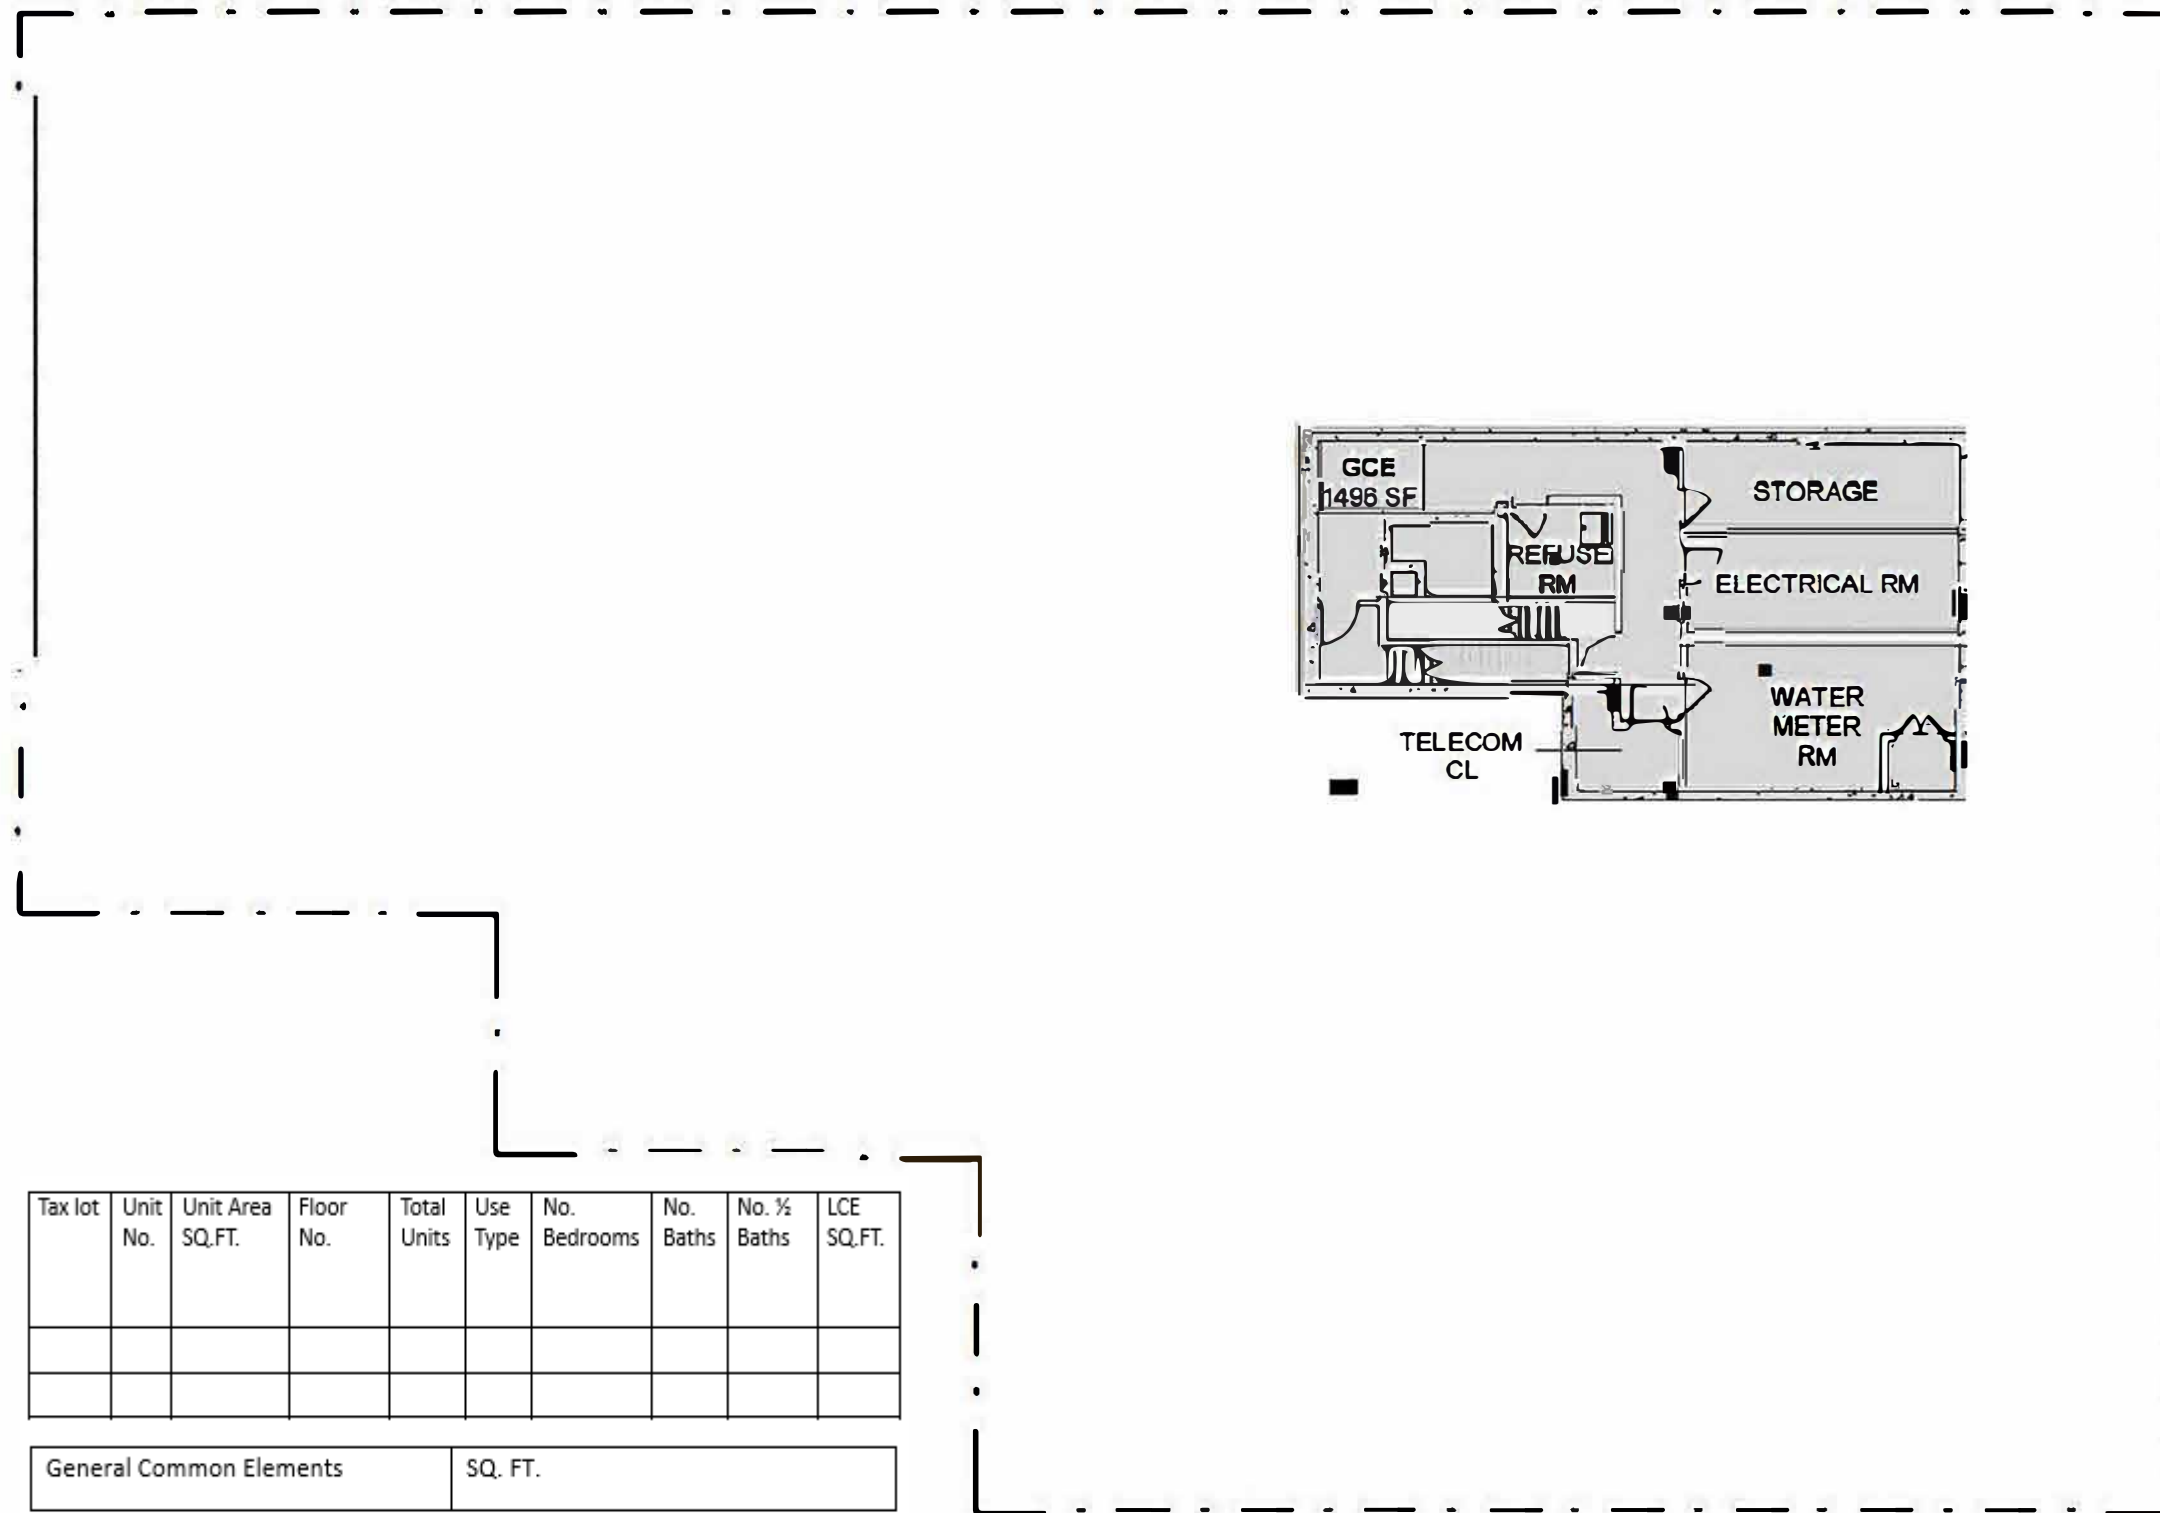 GCE
1496 SF
STORAGE
REFUSE
RM
ELECTRICAL RM
WATER
METER
RM
TELECOM
CL
Tax lot
Unit
No.
Unit Area
SQ.FT.
Floor
No.
Total
Units
Use
Type
No.
Bedrooms
No.
Baths
No. ½
Baths
LCE
SQ.FT.
General Common Elements
SQ. FT.